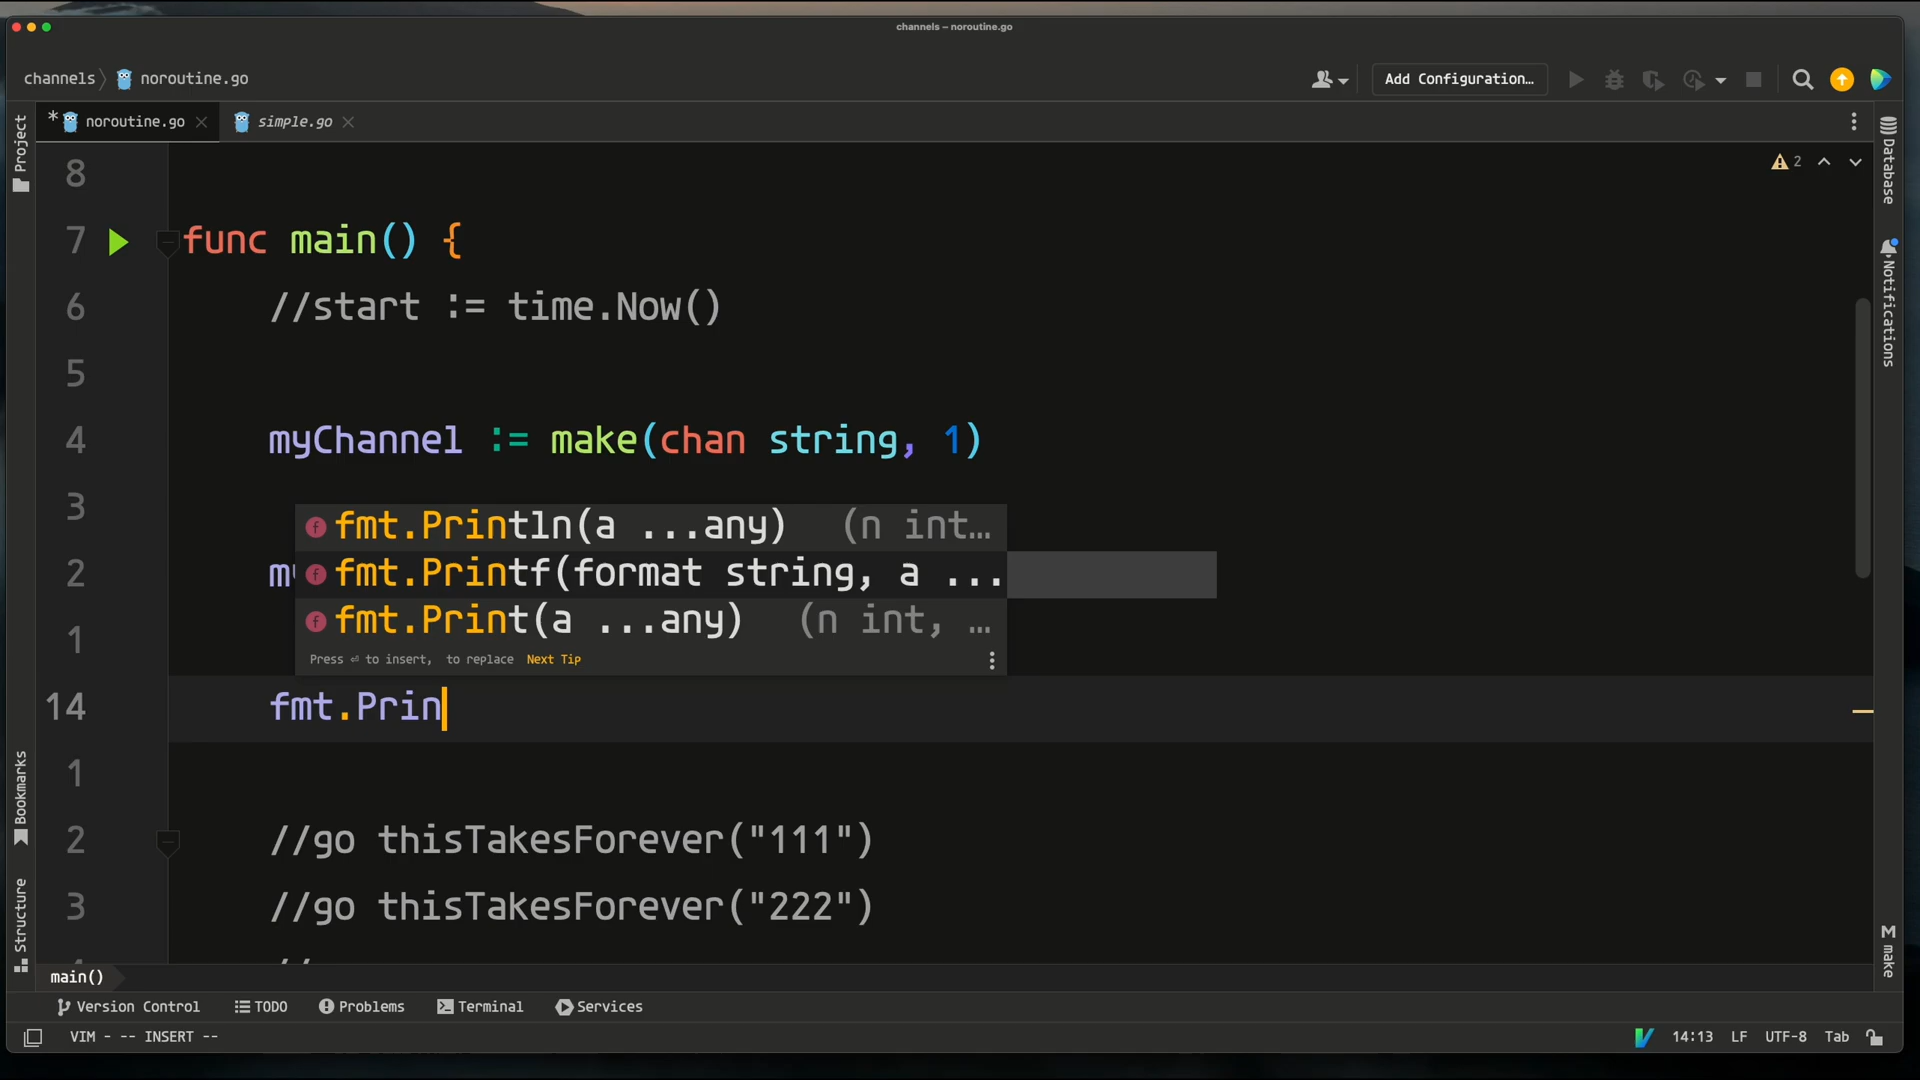 channels – noroutine.go
channels noroutine.go
Add Configuration...
* noroutine.go simple.go
Project
Database
Notifications
2
8
7 func main() {
6 //start := time.Now()
5
4 myChannel := make(chan string, 1)
3
fmt.Println(a ...any) (n int...
2 my fmt.Printf(format string, a ...
fmt.Print(a ...any) (n int, ...
1
Press ⏎ to insert, to replace Next Tip
14 fmt.Prin
1
2 //go thisTakesForever("111")
3 //go thisTakesForever("222")
Bookmarks
Structure
make
main()
Version Control TODO Problems Terminal Services
VIM - -- INSERT --
14:13 LF UTF-8 Tab